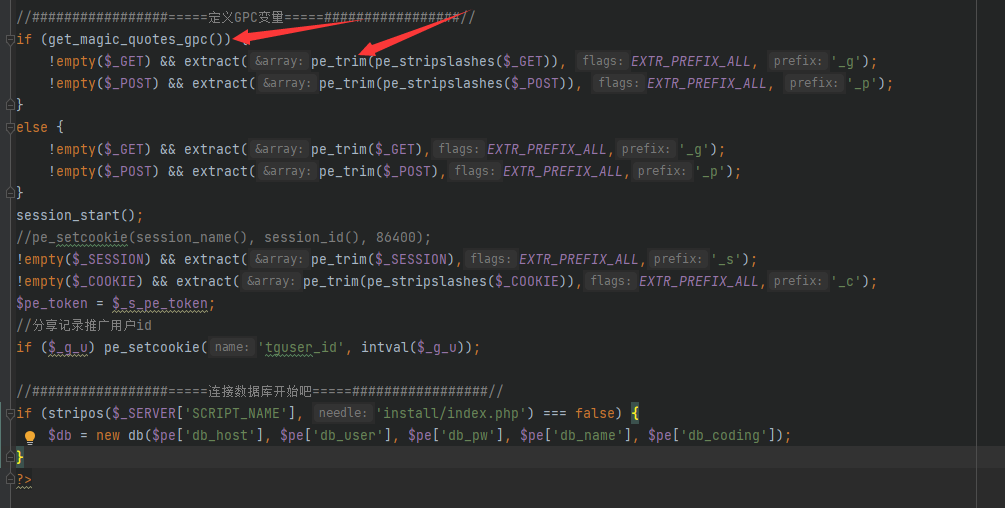 //#################=====定义GPC变量=====#################//
if (get_magic_quotes_gpc()) {
!empty($_GET) && extract( &array: pe_trim(pe_stripslashes($_GET)), flags: EXTR_PREFIX_ALL, prefix: '_g');
!empty($_POST) && extract( &array: pe_trim(pe_stripslashes($_POST)), flags: EXTR_PREFIX_ALL, prefix: '_p');
}
else {
!empty($_GET) && extract( &array: pe_trim($_GET), flags: EXTR_PREFIX_ALL, prefix: '_g');
!empty($_POST) && extract( &array: pe_trim($_POST), flags: EXTR_PREFIX_ALL, prefix: '_p');
}
session_start();
//pe_setcookie(session_name(), session_id(), 86400);
!empty($_SESSION) && extract( &array: pe_trim($_SESSION), flags: EXTR_PREFIX_ALL, prefix: '_s');
!empty($_COOKIE) && extract( &array: pe_trim(pe_stripslashes($_COOKIE)), flags: EXTR_PREFIX_ALL, prefix: '_c');
$pe_token = $_s_pe_token;
//分享记录推广用户id
if ($_g_u) pe_setcookie( name: 'tguser_id', intval($_g_u));
//#################=====连接数据库开始吧=====#################//
if (stripos($_SERVER['SCRIPT_NAME'], needle: 'install/index.php') === false) {
$db = new db($pe['db_host'], $pe['db_user'], $pe['db_pw'], $pe['db_name'], $pe['db_coding']);
}
?>